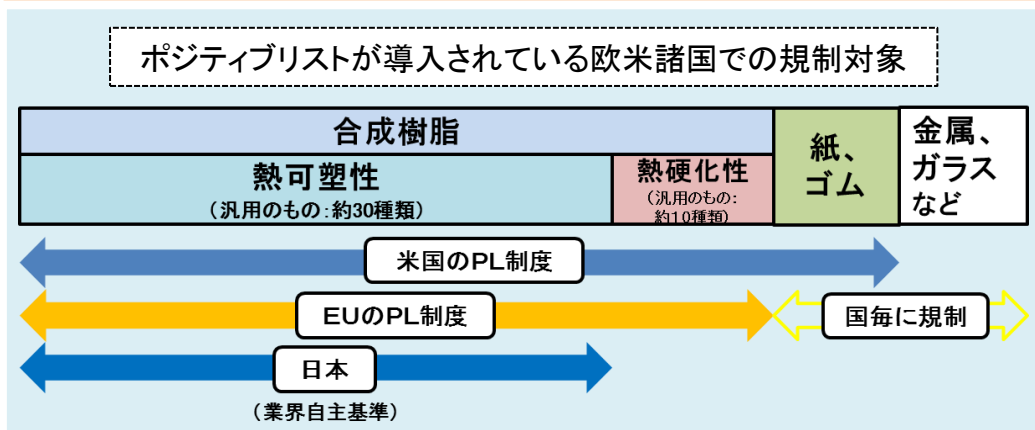 ポジティブリストが導入されている欧米諸国での規制対象
合成樹脂
熱可塑性
（汎用のもの：約30種類）
熱硬化性
（汎用のもの：
約10種類）
紙、
ゴム
金属、
ガラス
など
米国のPL制度
EUのPL制度
国毎に規制
日本
（業界自主基準）